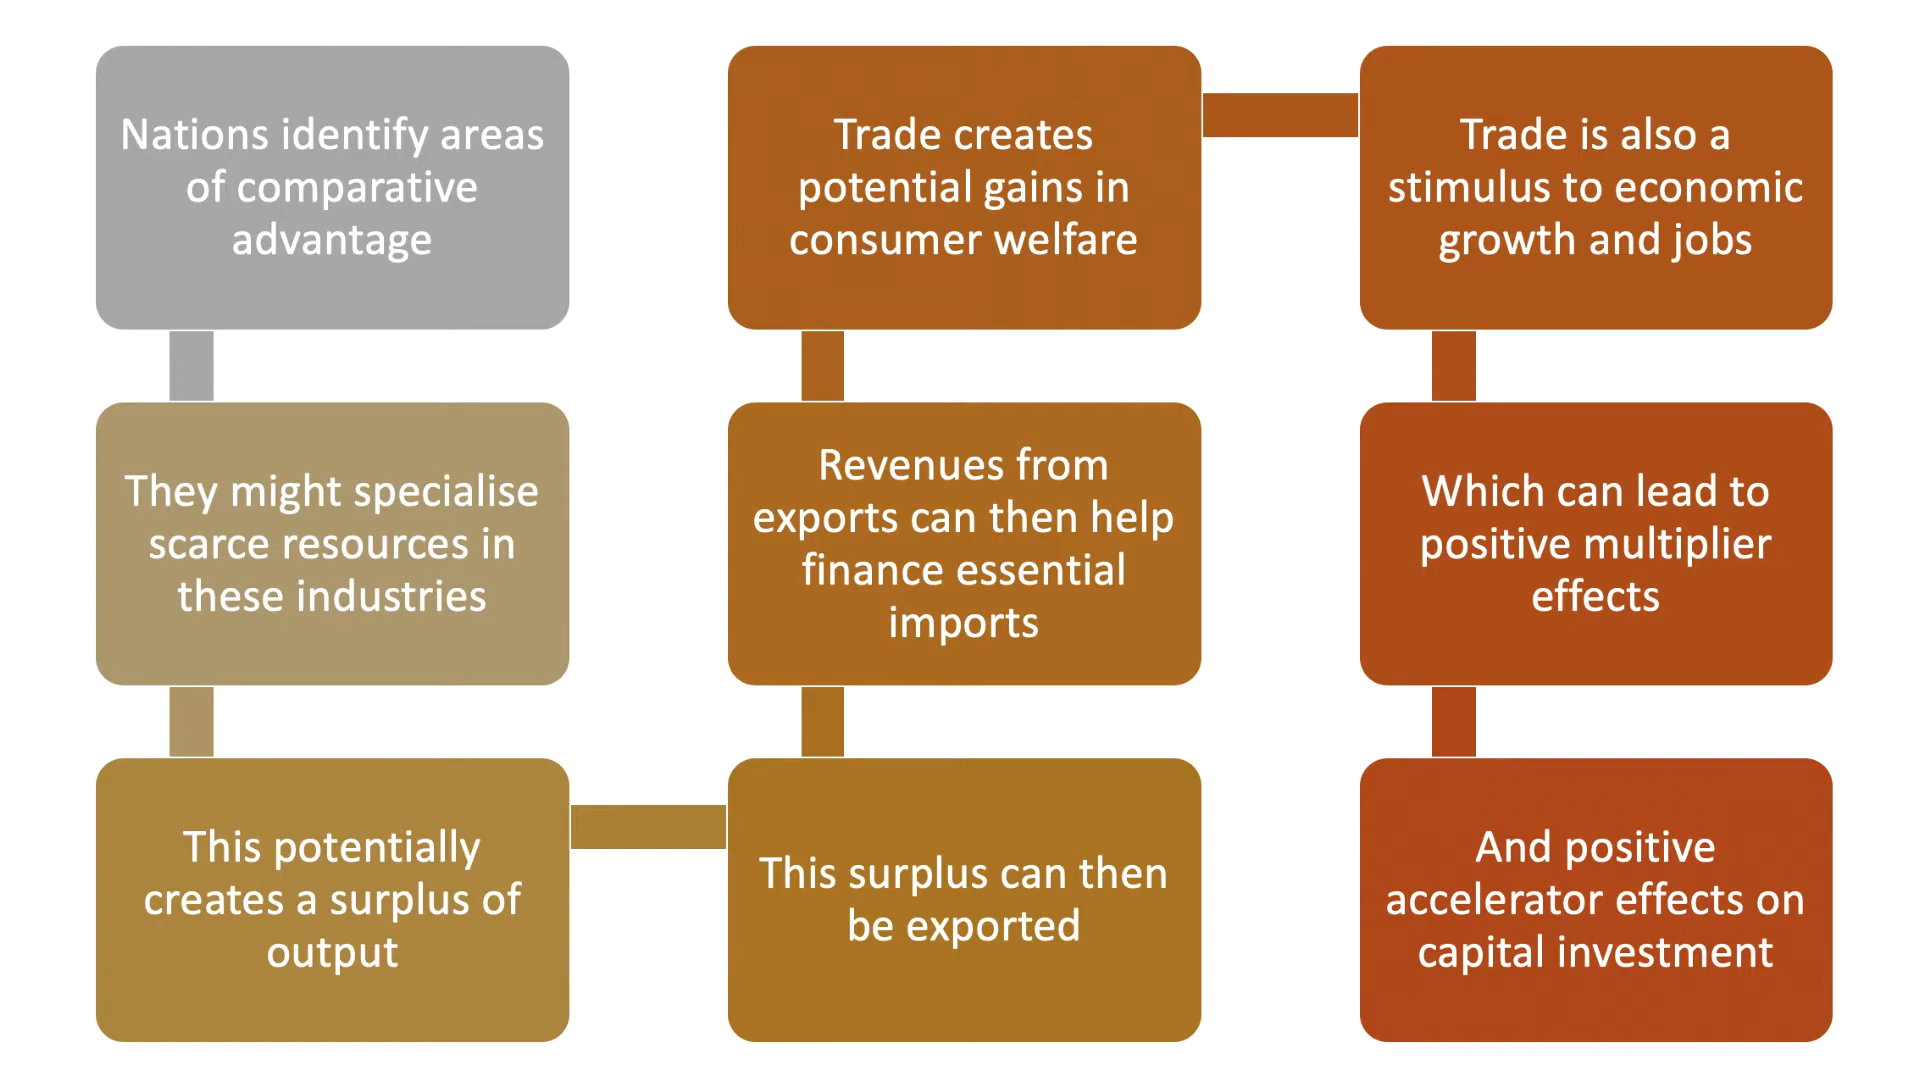 Nations identify areas
of comparative
advantage
They might specialise
scarce resources in
these industries
This potentially
creates a surplus of
output
This surplus can then
be exported
Revenues from
exports can then help
finance essential
imports
Trade creates
potential gains in
consumer welfare
Trade is also a
stimulus to economic
growth and jobs
Which can lead to
positive multiplier
effects
And positive
accelerator effects on
capital investment